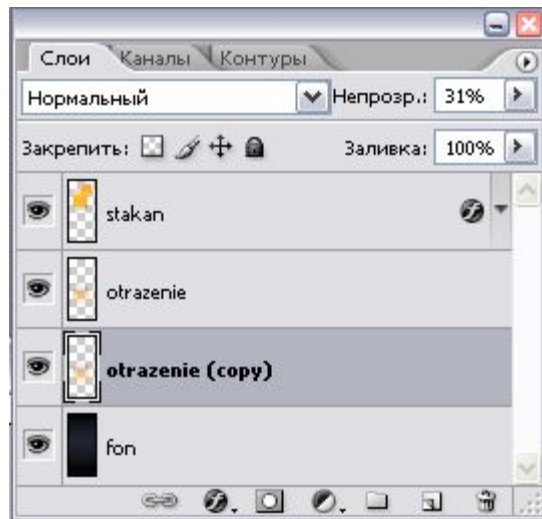 Слои Каналы Контуры
Нормальный Непрозр.: 31%
Закрепить: Заливка: 100%
stakan
otrazenie
otrazenie (copy)
fon